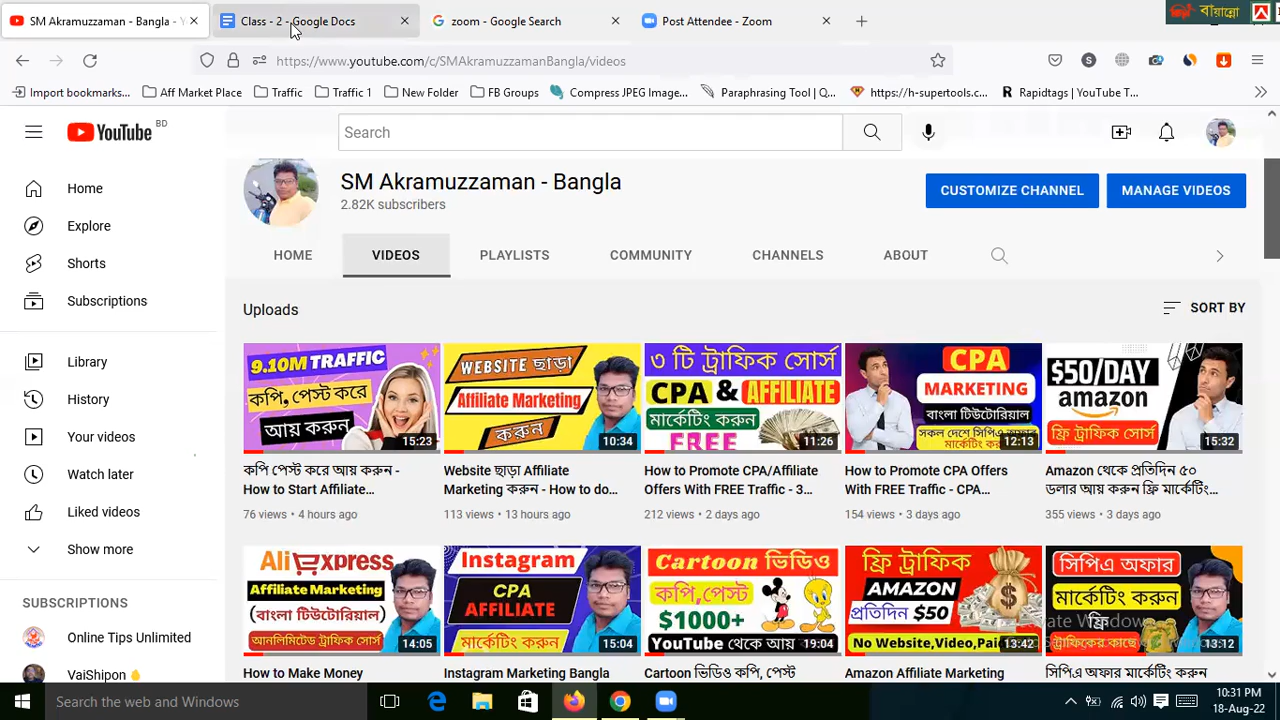 SM Akramuzzaman - Bangla - Y
Class - 2 - Google Docs
zoom - Google Search
Post Attendee - Zoom
বায়ান্নো
https://www.youtube.com/c/SMAkramuzzamanBangla/videos
Import bookmarks...
Aff Market Place
Traffic
Traffic 1
New Folder
FB Groups
Compress JPEG Image...
Paraphrasing Tool | Q...
https://h-supertools.c...
Rapidtags | YouTube T...
YouTube BD
Search
Home
Explore
Shorts
Subscriptions
Library
History
Your videos
Watch later
Liked videos
Show more
SUBSCRIPTIONS
Online Tips Unlimited
VaiShipon
SM Akramuzzaman - Bangla
2.82K subscribers
CUSTOMIZE CHANNEL
MANAGE VIDEOS
HOME
VIDEOS
PLAYLISTS
COMMUNITY
CHANNELS
ABOUT
Uploads
SORT BY
9.10M TRAFFIC
কপি, পেস্ট করে
আয় করুন
15:23
WEBSITE ছাড়া
Affiliate Marketing
করুন
10:34
৩ টি ট্রাফিক সোর্স
CPA & AFFILIATE
মার্কেটিং করুন
FREE
11:26
CPA
MARKETING
বাংলা টিউটোরিয়াল
সকল দেশে সিপিএ অফার
12:13
$50/DAY
amazon
ফ্রি ট্রাফিক সোর্স
15:32
কপি পেস্ট করে আয় করুন -
How to Start Affiliate...
76 views • 4 hours ago
Website ছাড়া Affiliate
Marketing করুন - How to do...
113 views • 13 hours ago
How to Promote CPA/Affiliate
Offers With FREE Traffic - 3...
212 views • 2 days ago
How to Promote CPA Offers
With FREE Traffic - CPA...
154 views • 3 days ago
Amazon থেকে প্রতিদিন ৫০
ডলার আয় করুন ফ্রি মার্কেটিং...
355 views • 3 days ago
AliExpress
Affiliate Marketing
(বাংলা টিউটোরিয়াল)
আনলিমিটেড ট্রাফিক সোর্স
14:05
Instagram
CPA
AFFILIATE
মার্কেটিং করুন
15:04
Cartoon ভিডিও
কপি,পেস্ট
$1000+
YouTube থেকে আয়
19:04
ফ্রি ট্রাফিক
AMAZON
প্রতিদিন $50
No Website,Video,Paid
13:42
সিপিএ অফার
মার্কেটিং করুন
ফ্রি
ট্রাফিকের কাছে
13:12
How to Make Money
Instagram Marketing Bangla
Cartoon ভিডিও কপি, পেস্ট
Amazon Affiliate Marketing
সিপিএ অফার মার্কেটিং করুন
Search the web and Windows
10:31 PM
18-Aug-22